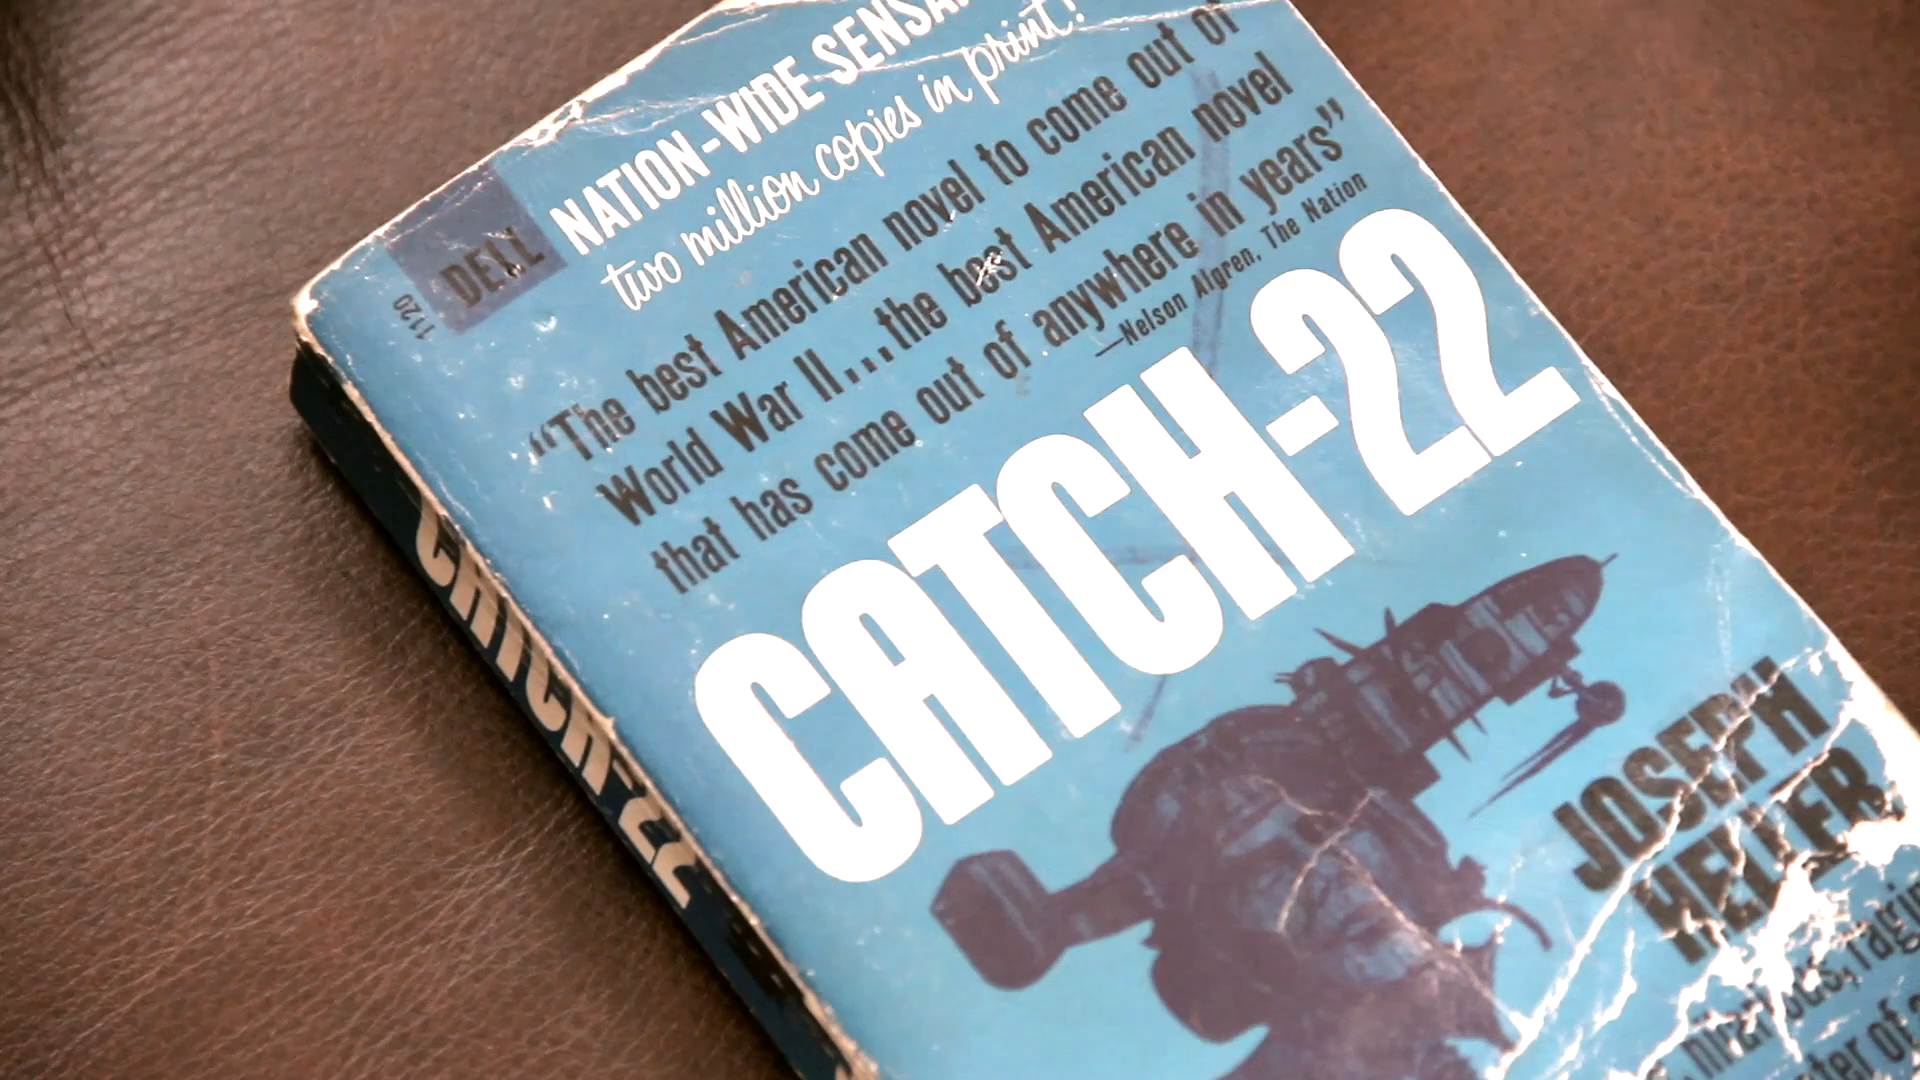 NATION-WIDE
two million copies in print!
DELL
1120
"The best American novel to come out of
World War II...the best American novel
that has come out of anywhere in years"
—Nelson Algren, The Nation
CATCH-22
JOSEPH
HELLER
CATCH-22